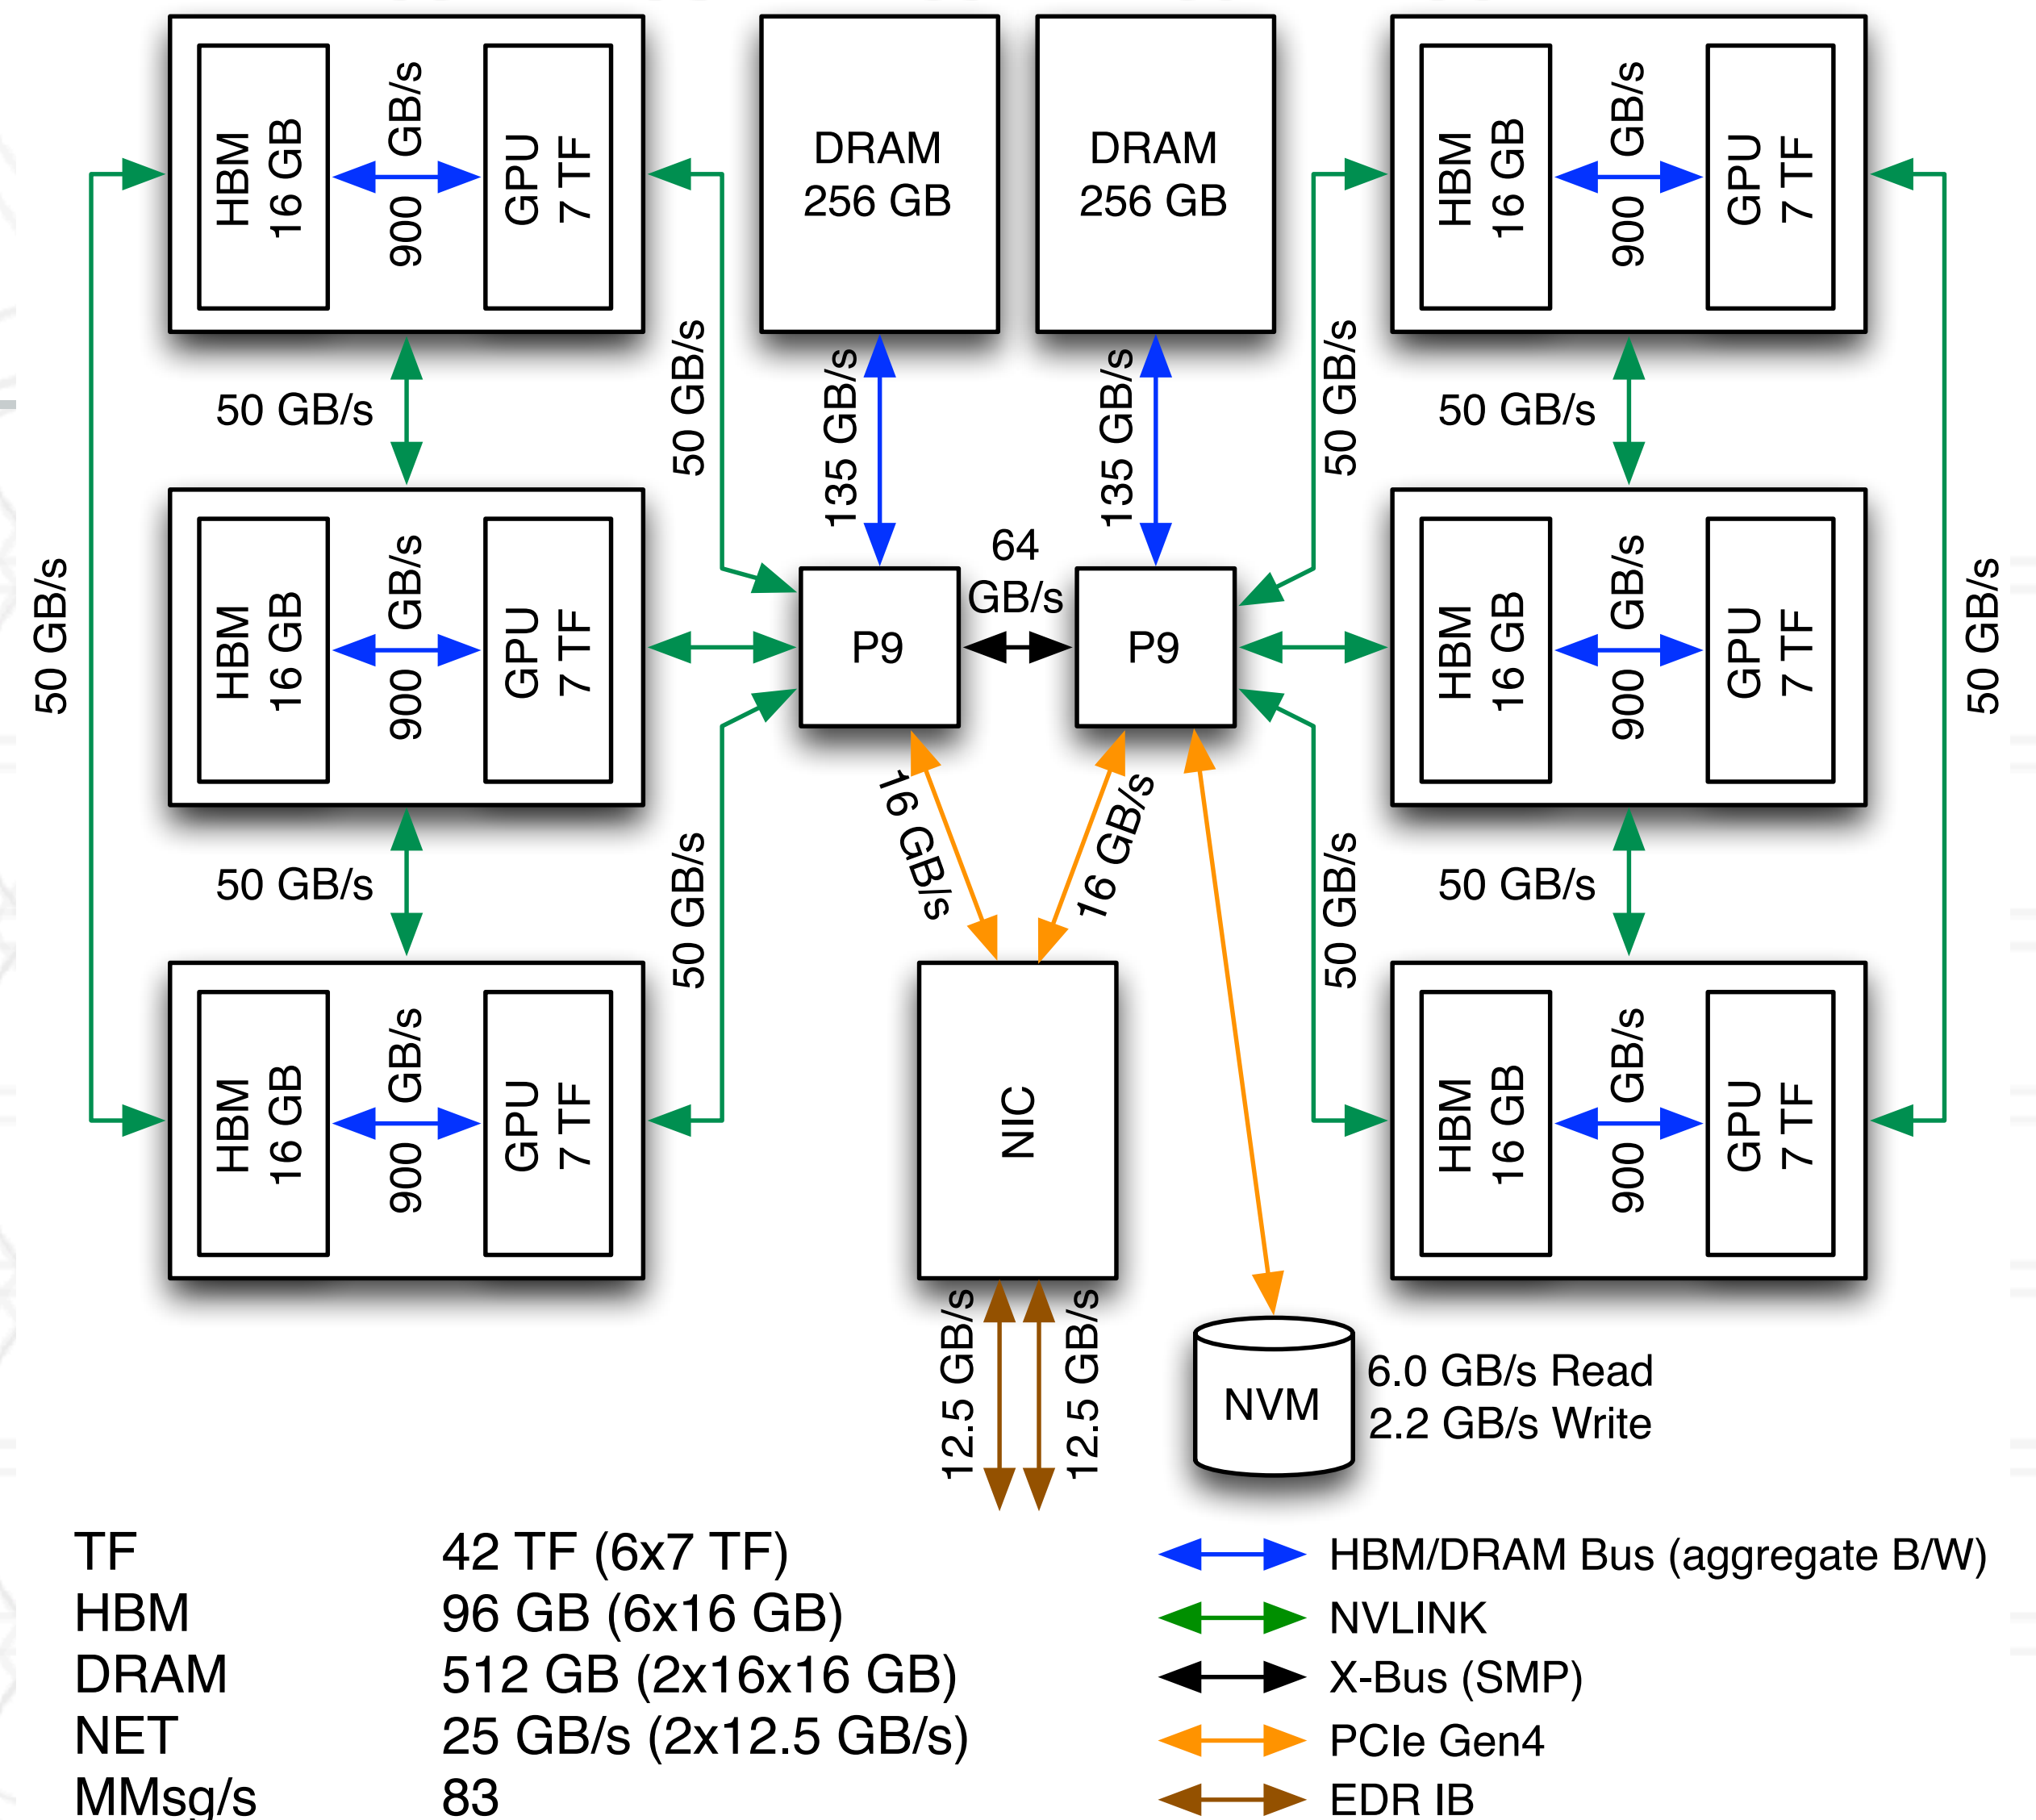 HBM
16 GB
900 GB/s
GPU
7 TF
DRAM
256 GB
DRAM
256 GB
HBM
16 GB
900 GB/s
GPU
7 TF
50 GB/s
50 GB/s
135 GB/s
135 GB/s
50 GB/s
50 GB/s
50 GB/s
HBM
16 GB
900 GB/s
GPU
7 TF
P9
64
GB/s
P9
HBM
16 GB
900 GB/s
GPU
7 TF
50 GB/s
50 GB/s
50 GB/s
16 GB/s
16 GB/s
50 GB/s
50 GB/s
HBM
16 GB
900 GB/s
GPU
7 TF
NIC
HBM
16 GB
900 GB/s
GPU
7 TF
12.5 GB/s
12.5 GB/s
NVM
6.0 GB/s Read
2.2 GB/s Write
TF 42 TF (6x7 TF)
HBM 96 GB (6x16 GB)
DRAM 512 GB (2x16x16 GB)
NET 25 GB/s (2x12.5 GB/s)
MMsg/s 83
HBM/DRAM Bus (aggregate B/W)
NVLINK
X-Bus (SMP)
PCIe Gen4
EDR IB